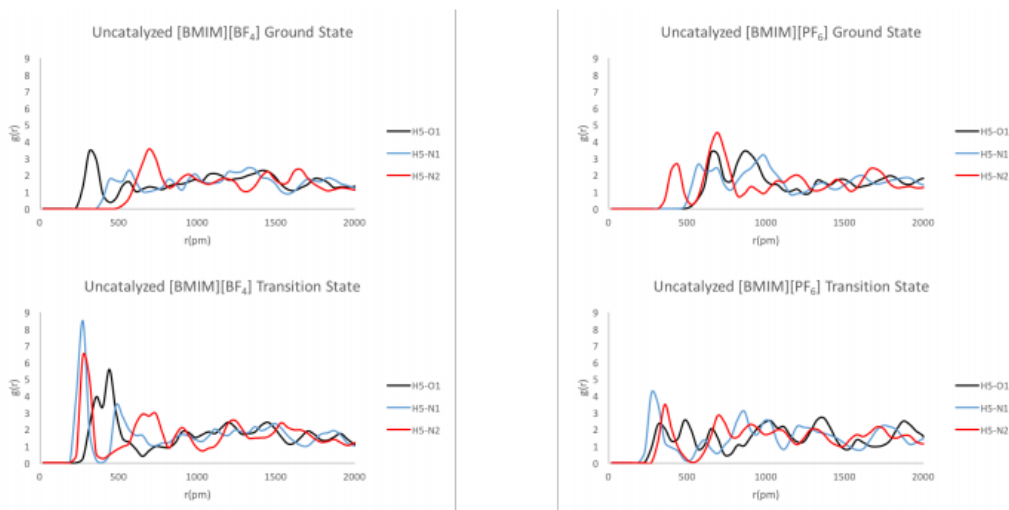 Uncatalyzed [BMIM][BF₄] Ground State
9
8
7
6
5
4
3
2
1
0
g(r)
0 500 1000 1500 2000
r(pm)
H5-O1
H5-N1
H5-N2
Uncatalyzed [BMIM][PF₆] Ground State
9
8
7
6
5
4
3
2
1
0
g(r)
0 500 1000 1500 2000
r(pm)
H5-O1
H5-N1
H5-N2
Uncatalyzed [BMIM][BF₄] Transition State
9
8
7
6
5
4
3
2
1
0
g(r)
0 500 1000 1500 2000
r(pm)
H5-O1
H5-N1
H5-N2
Uncatalyzed [BMIM][PF₆] Transition State
9
8
7
6
5
4
3
2
1
0
g(r)
0 500 1000 1500 2000
r(pm)
H5-O1
H5-N1
H5-N2